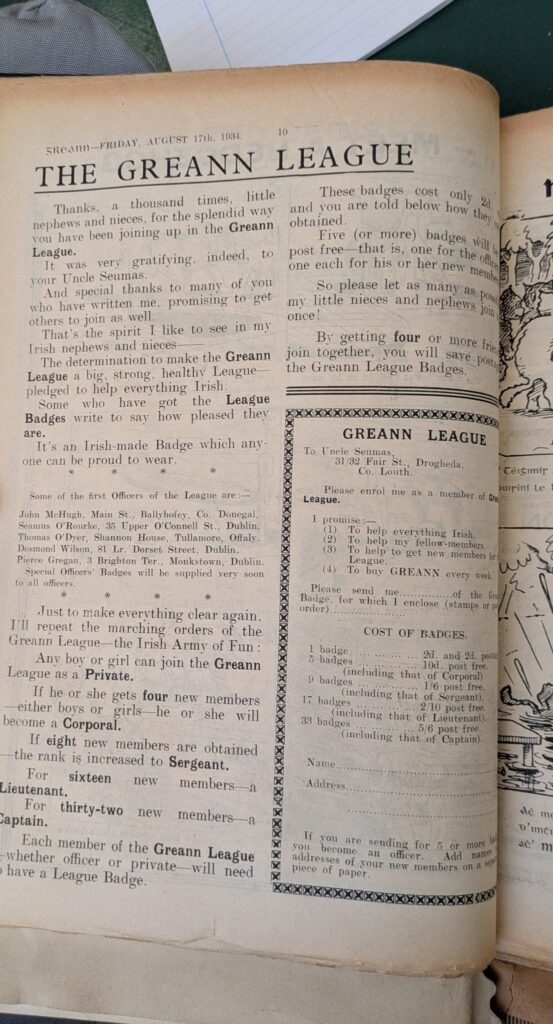 Greann—FRIDAY, AUGUST 17th, 1934. 10
THE GREANN LEAGUE
Thanks, a thousand times, little
nephews and nieces, for the splendid way
you have been joining up in the Greann
League.
It was very gratifying, indeed, to
your Uncle Seumas.
And special thanks to many of you
who have written me, promising to get
others to join as well.
That's the spirit I like to see in my
Irish nephews and nieces——
The determination to make the Greann
League a big, strong, healthy League—
pledged to help everything Irish.
Some who have got the League
Badges write to say how pleased they
are.
It's an Irish-made Badge which any-
one can be proud to wear.
* * * *
Some of the first Officers of the League are :—
John McHugh, Main St., Ballybofey, Co. Donegal.
Seamus O'Rourke, 35 Upper O'Connell St., Dublin.
Thomas O'Dyer, Shannon House, Tullamore, Offaly.
Desmond Wilson, 81 Lr. Dorset Street, Dublin.
Pierce Gregan, 3 Brighton Ter., Monkstown, Dublin.
Special Officers' Badges will be supplied very soon
to all officers.
* * * *
Just to make everything clear again,
I'll repeat the marching orders of the
Greann League—the Irish Army of Fun :
Any boy or girl can join the Greann
League as a Private.
If he or she gets four new members
—either boys or girls—he or she will
become a Corporal.
If eight new members are obtained
—the rank is increased to Sergeant.
For sixteen new members—a
Lieutenant.
For thirty-two new members—a
Captain.
Each member of the Greann League
—whether officer or private—will need
to have a League Badge.
These badges cost only 2d.
and you are told below how they
obtained.
Five (or more) badges will
post free—that is, one for the
one each for his or her new
So please let as many as
my little nieces and nephews join
once!
By getting four or more
join together, you will save
the Greann League Badges.
GREANN LEAGUE
To Uncle Seumas,
31/32 Fair St., Drogheda,
Co. Louth.
Please enrol me as a member of
League.
I promise :—
(1) To help everything Irish.
(2) To help my fellow-members.
(3) To help to get new members
League.
(4) To buy GREANN every week.
Please send me..........of the
Badge, for which I enclose (stamps or
order)..............
COST OF BADGES.
1 badge ... ... ... ... 2d. and 2d.
5 badges ... ... ... ... 10d. post free.
(including that of Corporal)
9 badges ... ... ... ... 1/6 post free.
(including that of Sergeant).
17 badges ... ... ... ... 2/10 post free.
(including that of Lieutenant).
33 badges ... ... ... ... 5/6 post free.
(including that of Captain).
Name..............................
Address..............................
If you are sending for 5 or more
you become an officer. Add names
addresses of your new members on a
piece of paper.